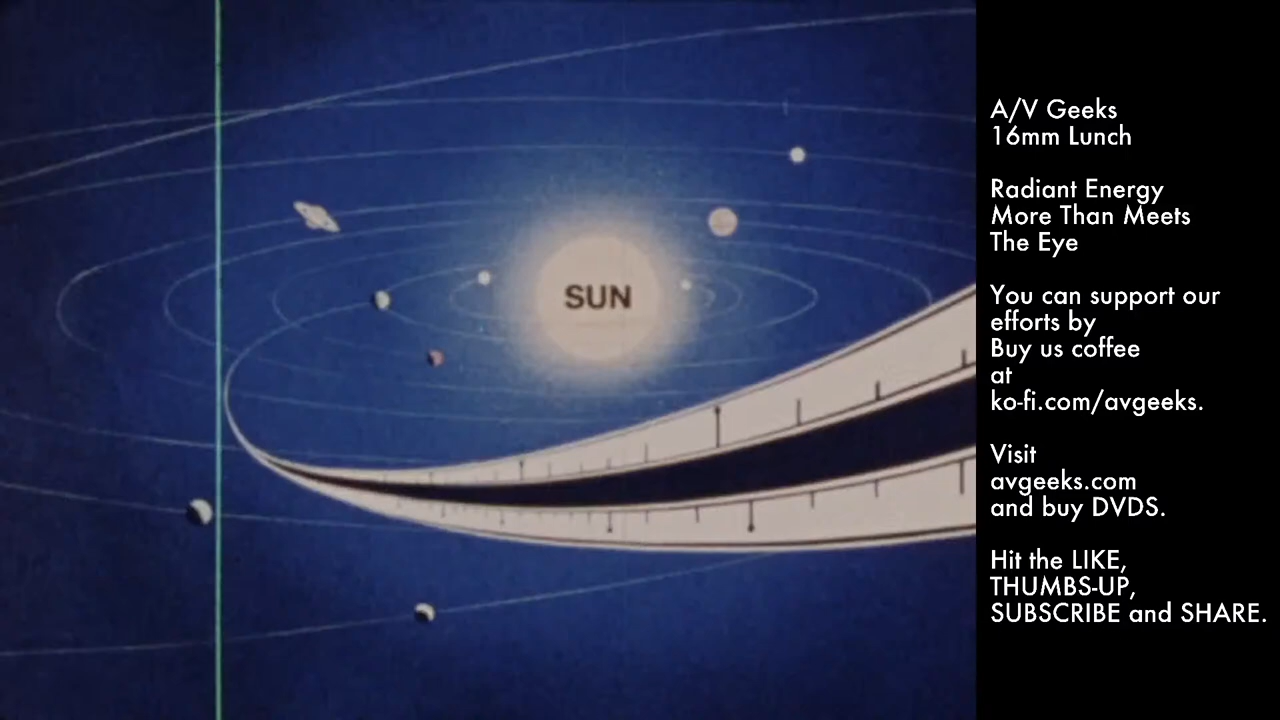 SUN
A/V Geeks
16mm Lunch
Radiant Energy
More Than Meets
The Eye
You can support our
efforts by
Buy us coffee
at
ko-fi.com/avgeeks.
Visit
avgeeks.com
and buy DVDS.
Hit the LIKE,
THUMBS-UP,
SUBSCRIBE and SHARE.